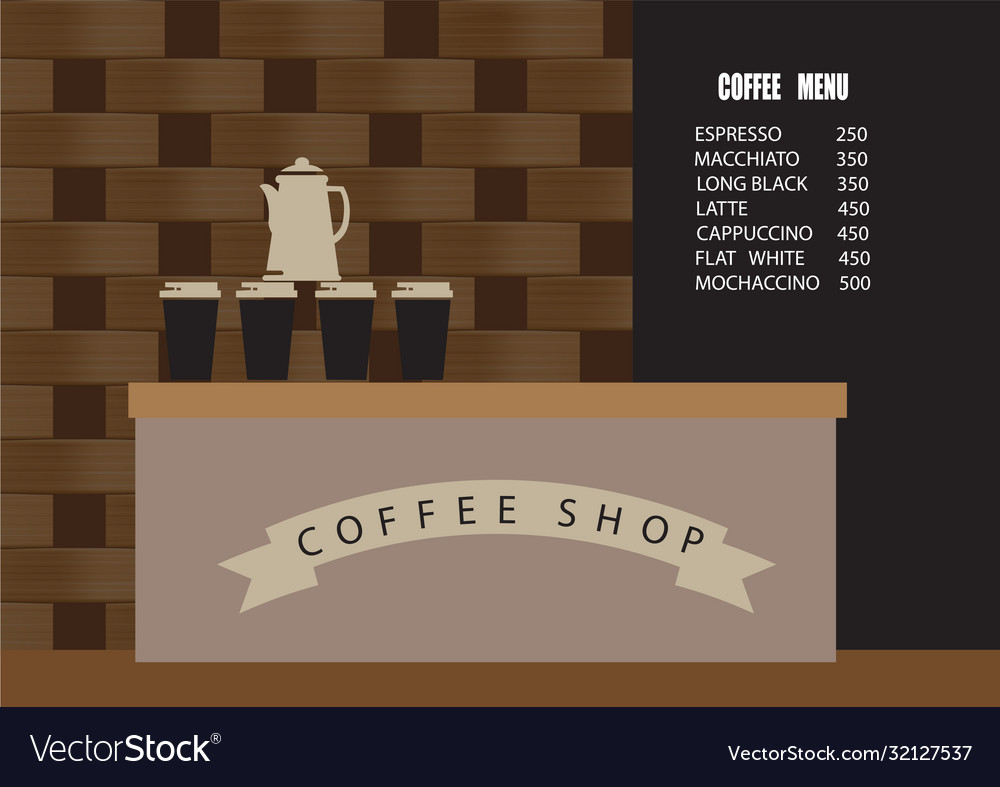 COFFEE MENU
ESPRESSO 250
MACCHIATO 350
LONG BLACK 350
LATTE 450
CAPPUCCINO 450
FLAT WHITE 450
MOCHACCINO 500
COFFEE SHOP
VectorStock®
VectorStock.com/32127537